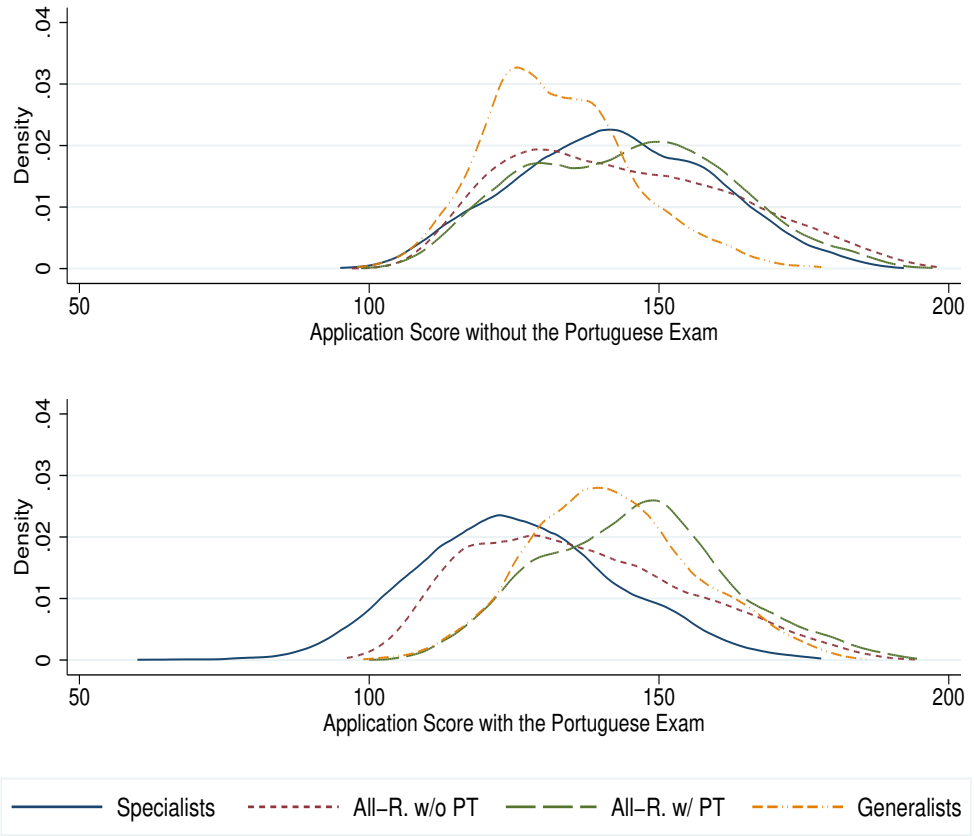 Density
.04
.03
.02
.01
0
50 100 150 200
Application Score without the Portuguese Exam
Density
.04
.03
.02
.01
0
50 100 150 200
Application Score with the Portuguese Exam
Specialists All−R. w/o PT All−R. w/ PT Generalists